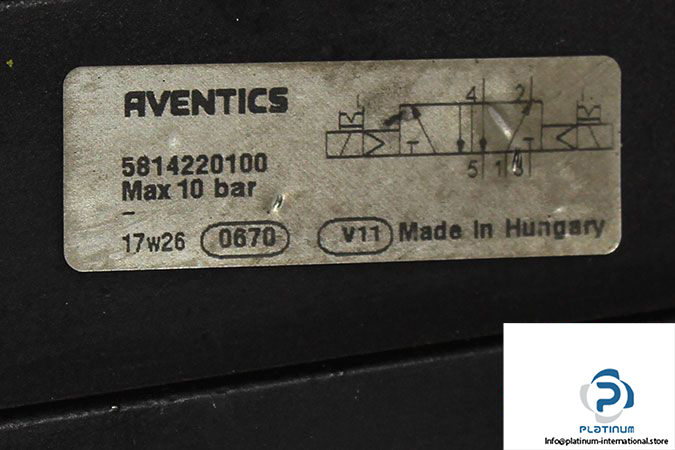 AVENTICS
5814220100
Max 10 bar
-
17w26 0670 V11 Made in Hungary
4 2
5 1 3
PLATINUM
Info@platinum-international.store